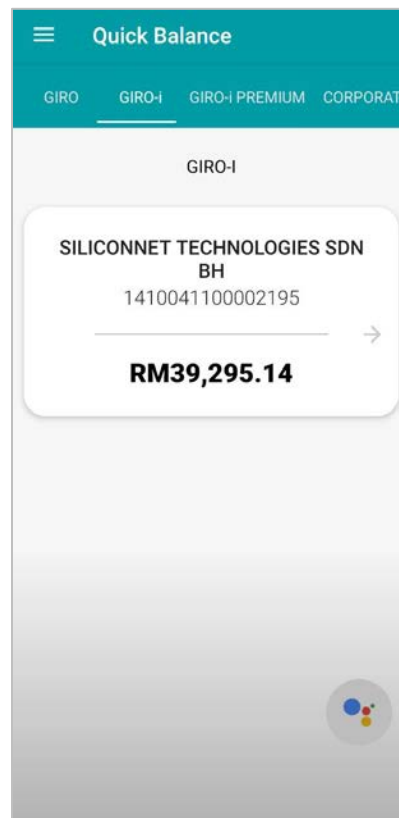 Quick Balance
GIRO GIRO-i GIRO-i PREMIUM CORPORAT
GIRO-I
SILICONNET TECHNOLOGIES SDN
BH
1410041100002195
RM39,295.14